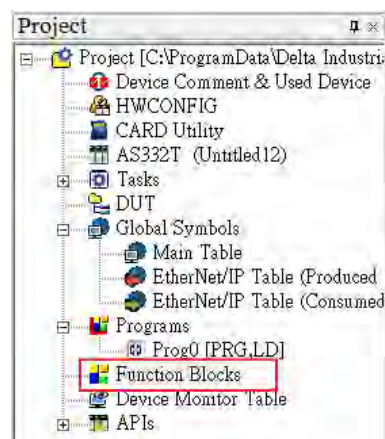 Project
Project [C:\ProgramData\Delta Industri
Device Comment & Used Device
HWCONFIG
CARD Utility
AS332T (Untitled12)
Tasks
DUT
Global Symbols
Main Table
EtherNet/IP Table (Produced
EtherNet/IP Table (Consumed
Programs
Prog0 [PRG,LD]
Function Blocks
Device Monitor Table
APIs